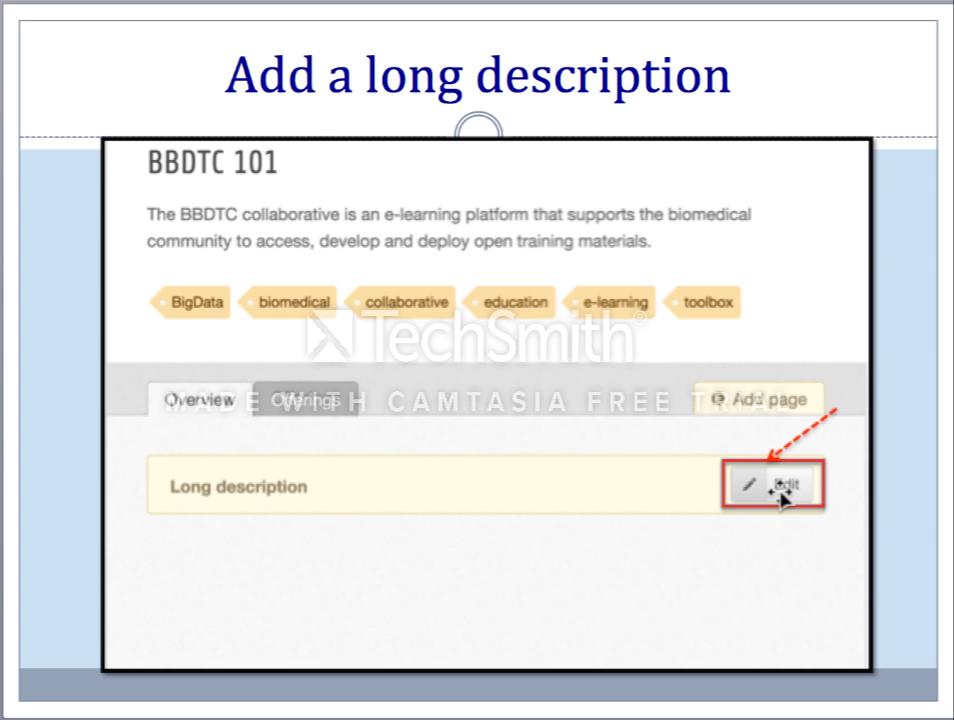 Add a long description
BBDTC 101
The BBDTC collaborative is an e-learning platform that supports the biomedical
community to access, develop and deploy open training materials.
BigData biomedical collaborative education e-learning toolbox
TechSmith®
Overview Offerings Add page
MADE WITH CAMTASIA FREE TRIAL
Long description Edit